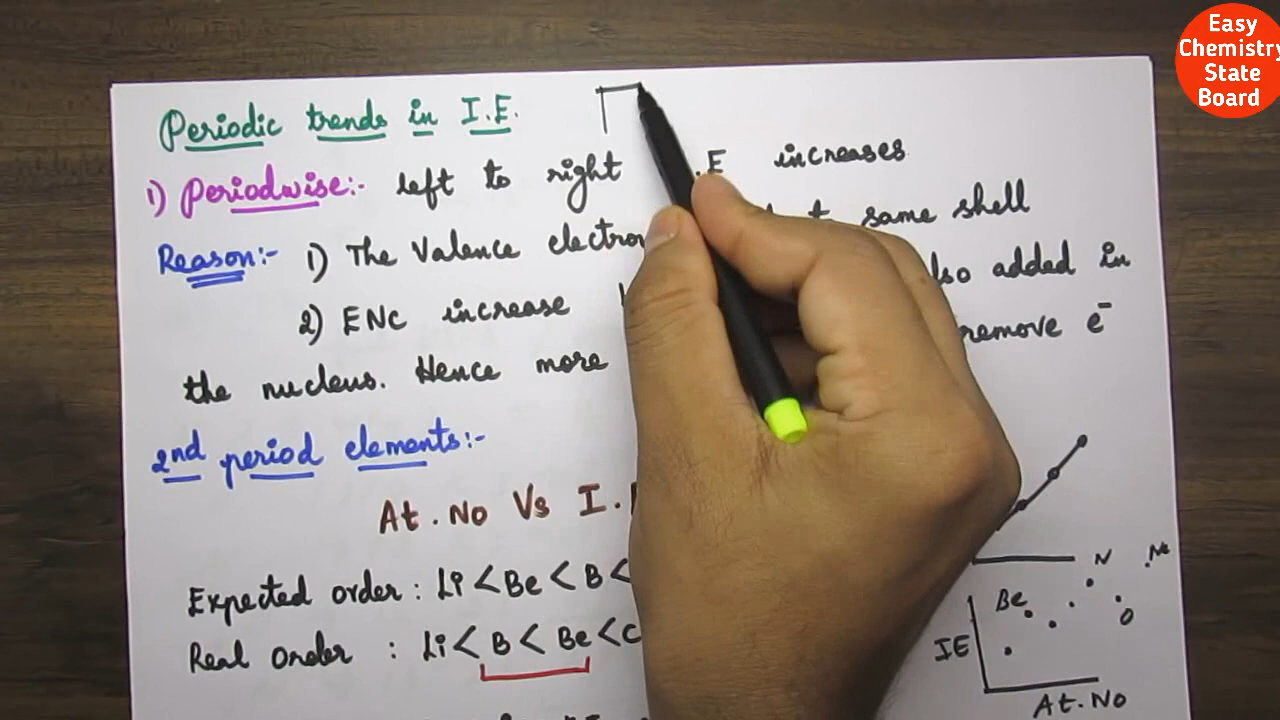 Easy
Chemistry
State
Board
Periodic trends in I.E.
1) Periodwise:- left to right .E increases
Reason:- 1) The Valence electron same shell
2) ENC increase added in
the nucleus. Hence more remove e⁻
2nd period elements:-
At. No Vs I.
Expected order : Li < Be < B <
Real order : Li < B < Be < C
N
Ne
Be
O
IE
At. No